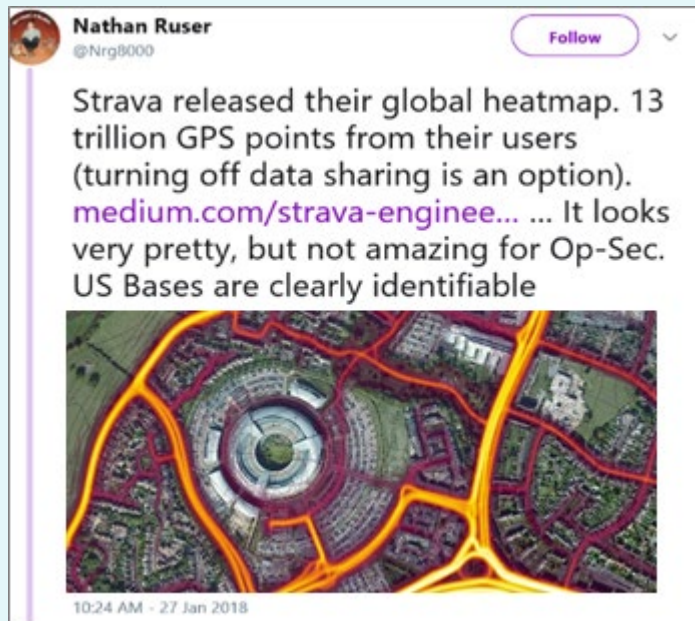 Nathan Ruser
@Nrg8000
Follow
Strava released their global heatmap. 13
trillion GPS points from their users
(turning off data sharing is an option).
medium.com/strava-enginee... ... It looks
very pretty, but not amazing for Op-Sec.
US Bases are clearly identifiable
10:24 AM - 27 Jan 2018